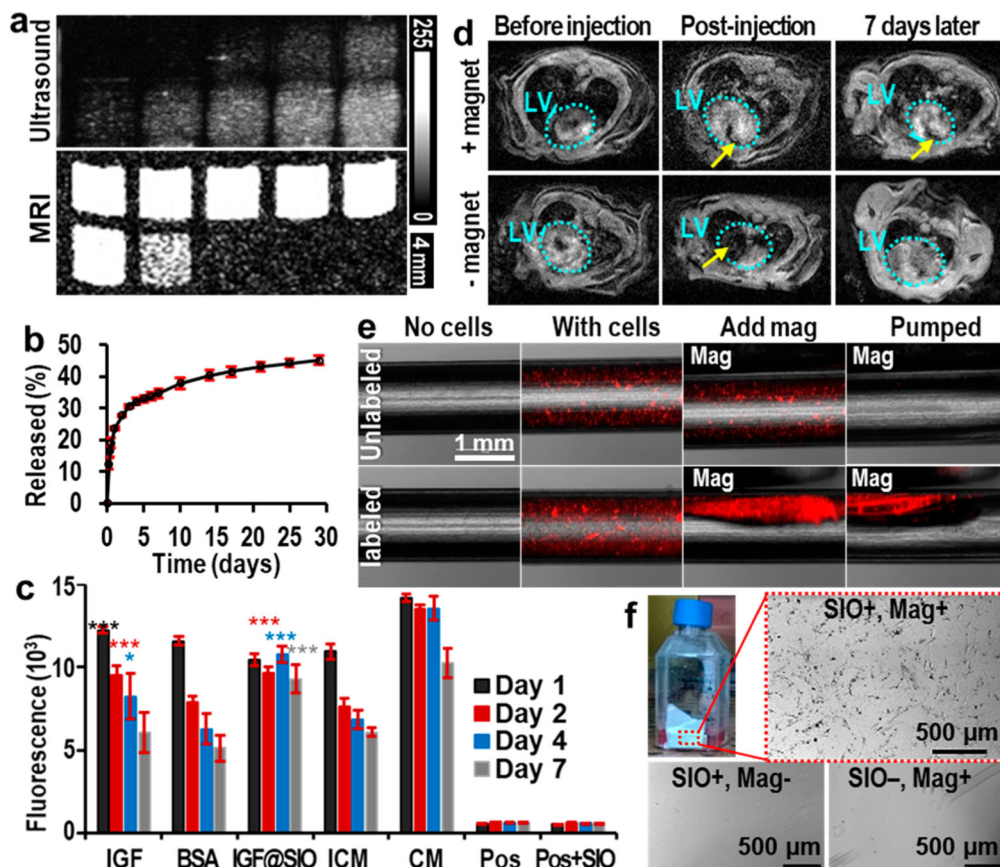 a
Ultrasound
MRI
255
0
4 mm
d
Before injection
Post-injection
7 days later
+ magnet
- magnet
LV
LV
LV
LV
LV
LV
b
50
40
30
20
10
0
Released (%)
0 5 10 15 20 25 30
Time (days)
e
No cells
With cells
Add mag
Pumped
Unlabeled
labeled
1 mm
Mag
Mag
Mag
Mag
c
15
10
5
0
Fluorescence (10³)
***
***
*
***
***
***
Day 1
Day 2
Day 4
Day 7
IGF BSA IGF@SIO ICM CM Pos Pos+SIO
f
SIO+, Mag+
500 µm
SIO+, Mag-
500 µm
SIO–, Mag+
500 µm